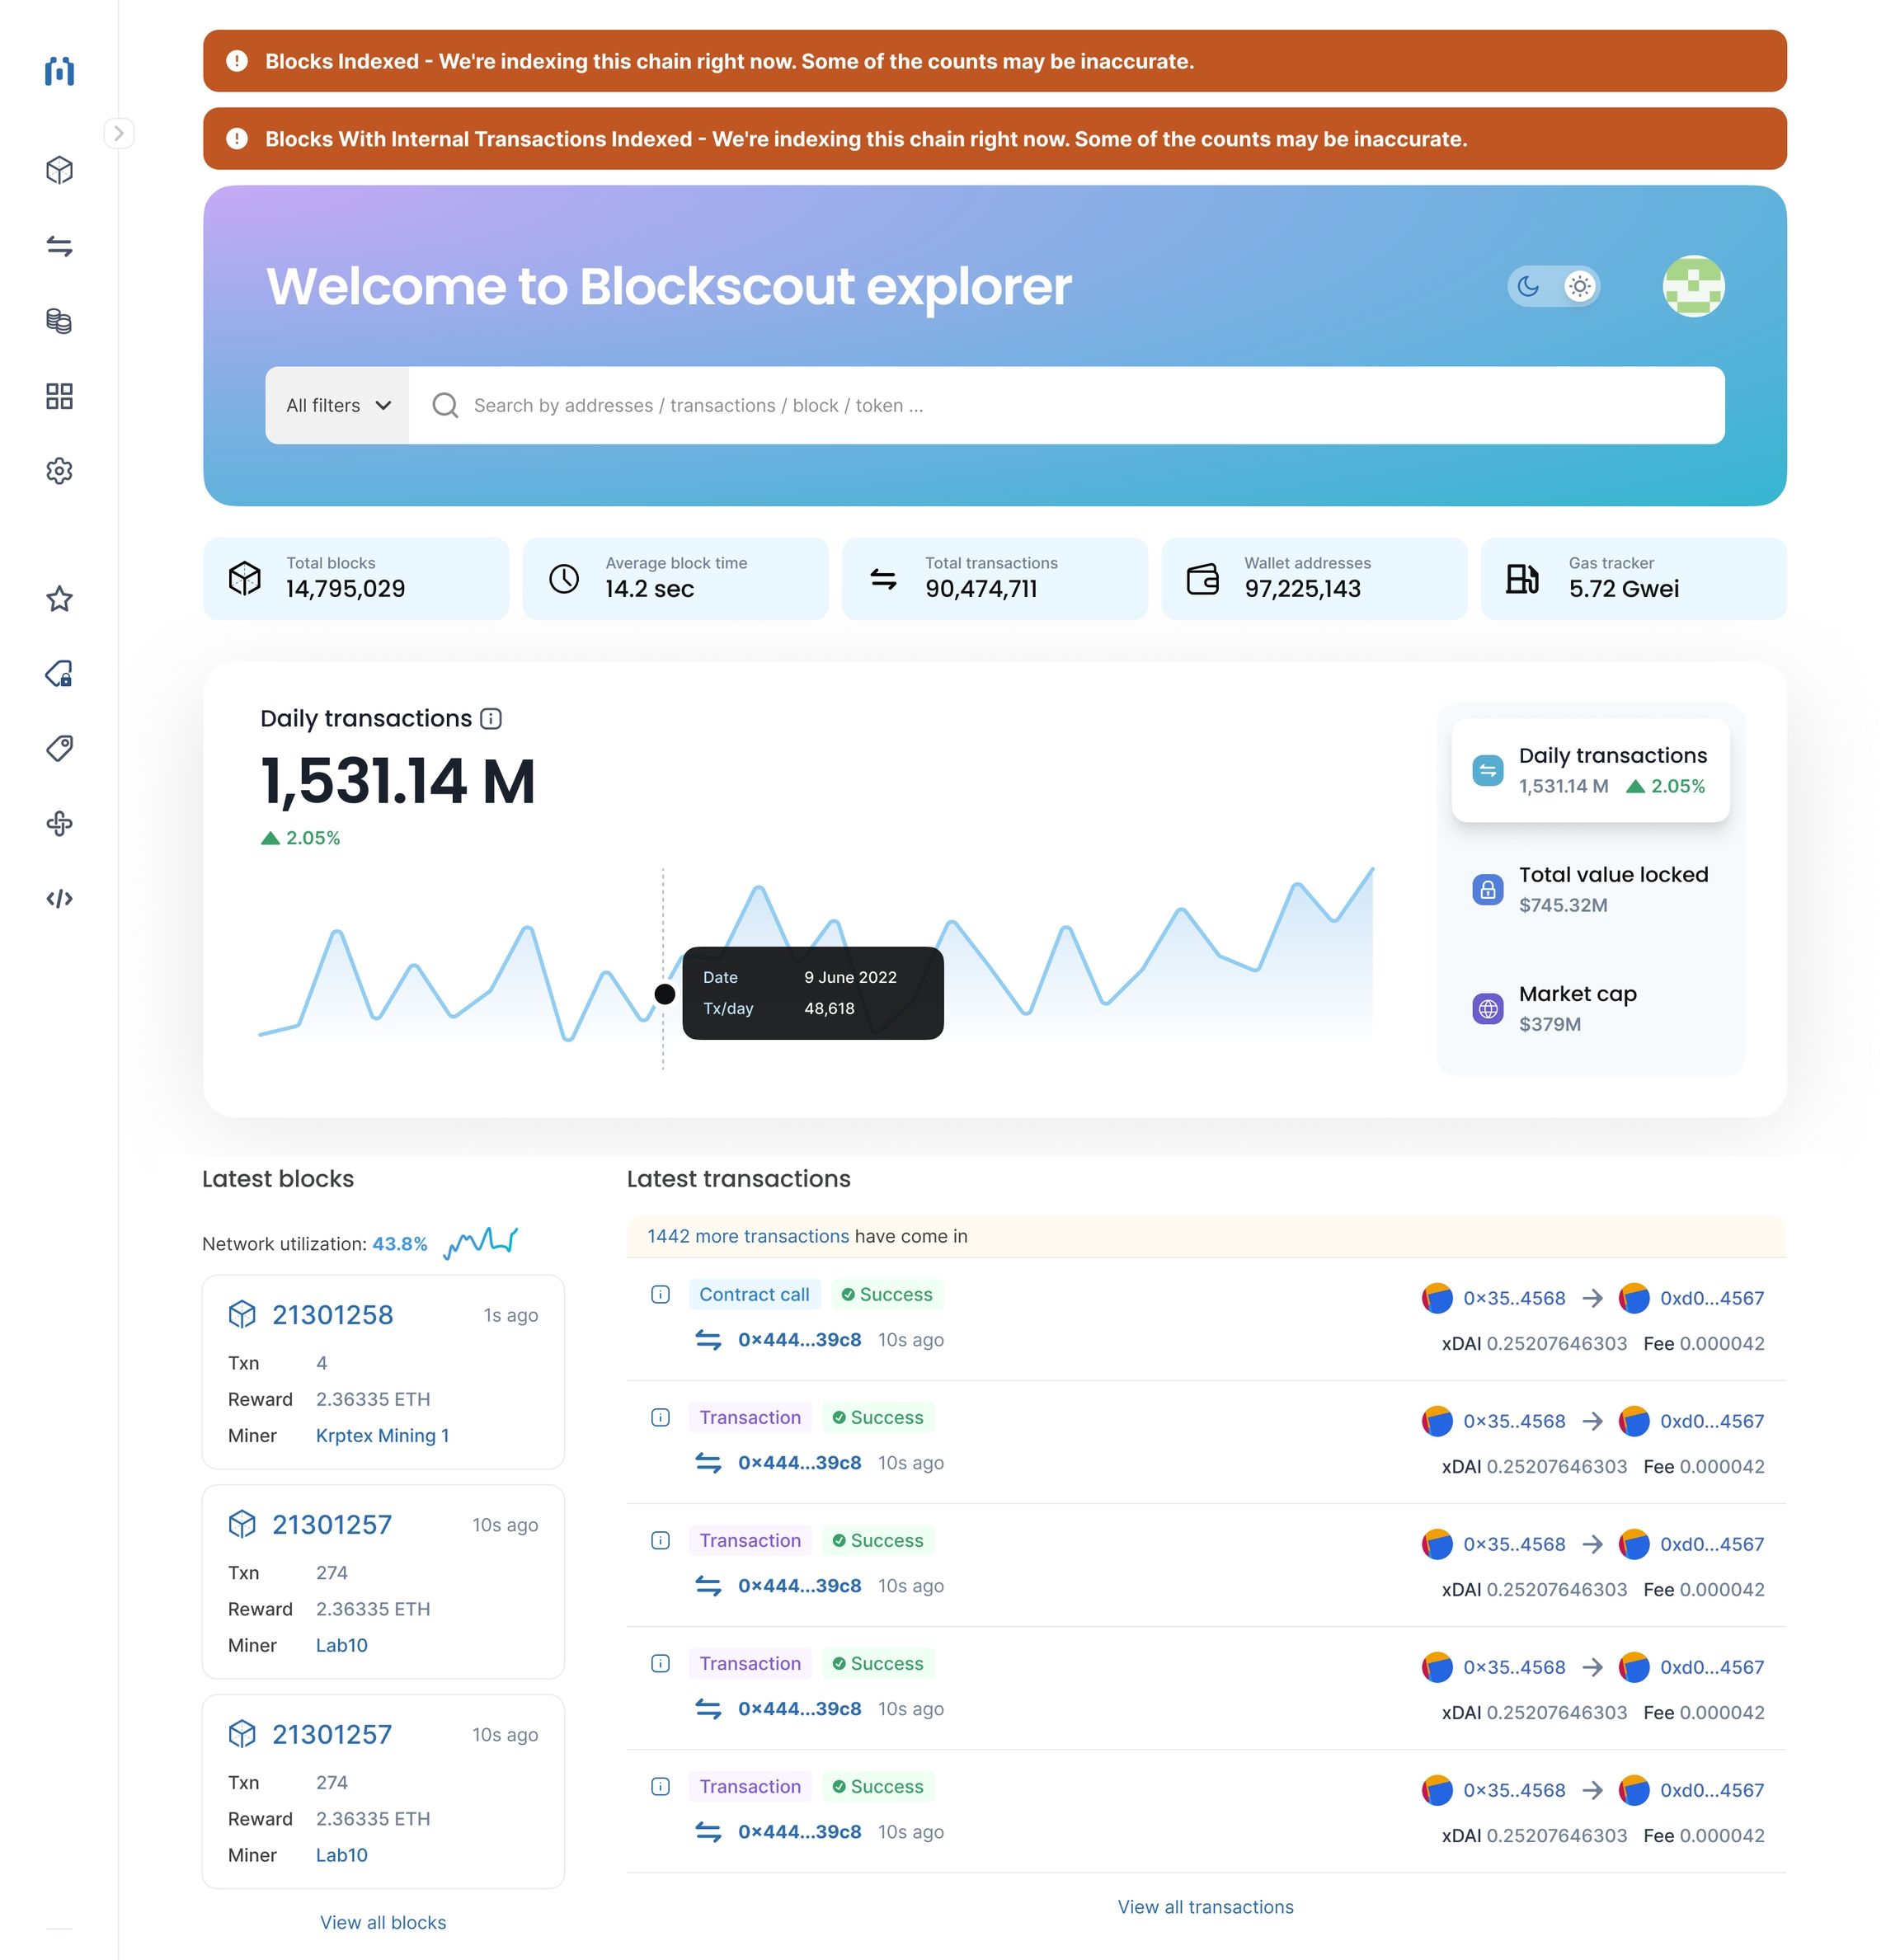 Blocks Indexed - We're indexing this chain right now. Some of the counts may be inaccurate.
Blocks With Internal Transactions Indexed - We're indexing this chain right now. Some of the counts may be inaccurate.
Welcome to Blockscout explorer
All filters
Search by addresses / transactions / block / token ...
Total blocks
14,795,029
Average block time
14.2 sec
Total transactions
90,474,711
Wallet addresses
97,225,143
Gas tracker
5.72 Gwei
Daily transactions
1,531.14 M
2.05%
Date 9 June 2022
Tx/day 48,618
Daily transactions
1,531.14 M 2.05%
Total value locked
$745.32M
Market cap
$379M
Latest blocks
Network utilization: 43.8%
21301258 1s ago
Txn 4
Reward 2.36335 ETH
Miner Krptex Mining 1
21301257 10s ago
Txn 274
Reward 2.36335 ETH
Miner Lab10
21301257 10s ago
Txn 274
Reward 2.36335 ETH
Miner Lab10
View all blocks
Latest transactions
1442 more transactions have come in
Contract call Success 0×35..4568 → 0xd0...4567
0×444...39c8 10s ago xDAI 0.25207646303 Fee 0.000042
Transaction Success 0×35..4568 → 0xd0...4567
0×444...39c8 10s ago xDAI 0.25207646303 Fee 0.000042
Transaction Success 0×35..4568 → 0xd0...4567
0×444...39c8 10s ago xDAI 0.25207646303 Fee 0.000042
Transaction Success 0×35..4568 → 0xd0...4567
0×444...39c8 10s ago xDAI 0.25207646303 Fee 0.000042
Transaction Success 0×35..4568 → 0xd0...4567
0×444...39c8 10s ago xDAI 0.25207646303 Fee 0.000042
View all transactions